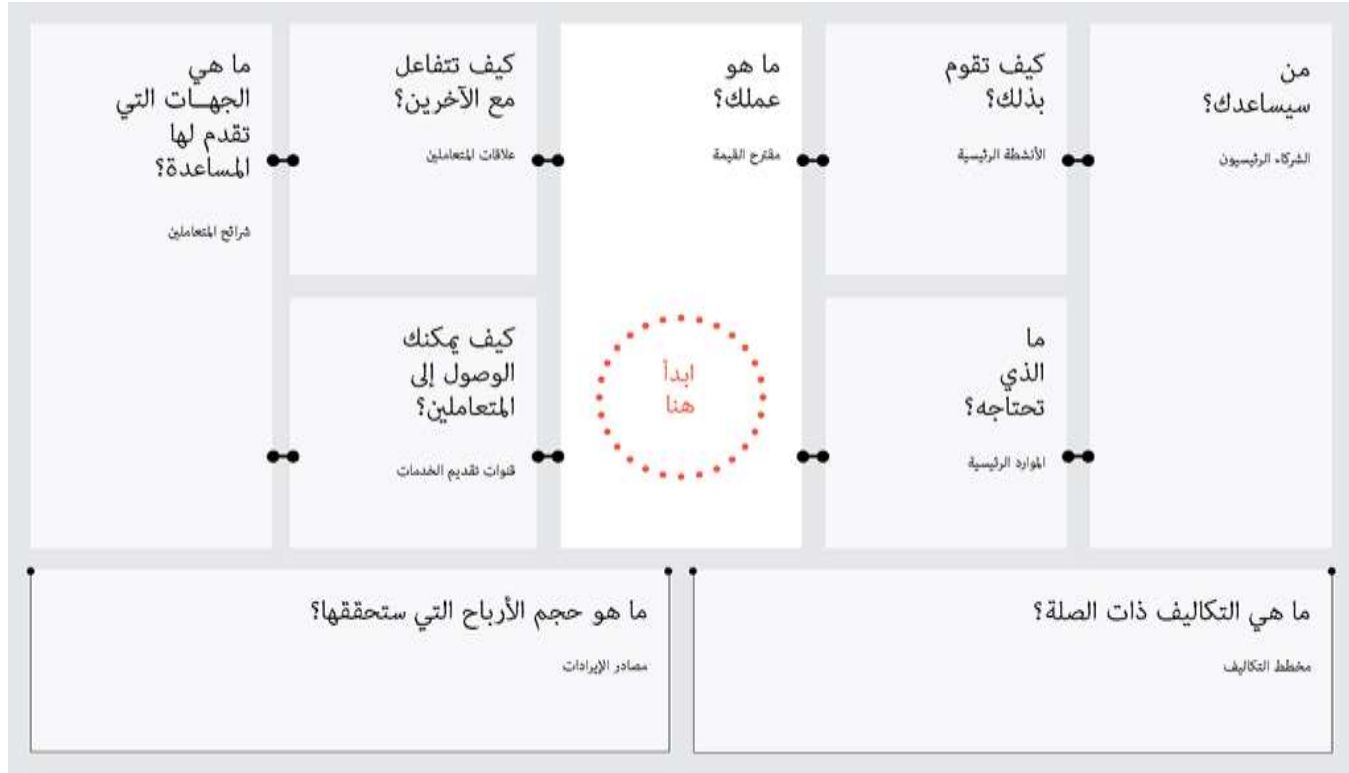 من
سيساعدك؟
الشركاء الرئيسيون
كيف تقوم
بذلك؟
الأنشطة الرئيسية
ما
الذي
تحتاجه؟
الموارد الرئيسية
ما هو
عملك؟
مقترح القيمة
ابدأ
هنا
كيف تتفاعل
مع الآخرين؟
علاقات المتعاملين
كيف يمكنك
الوصول إلى
المتعاملين؟
قنوات تقديم الخدمات
ما هي
الجهــات التي
تقدم لها
المساعدة؟
شرائح المتعاملين
ما هي التكاليف ذات الصلة؟
مخطط التكاليف
ما هو حجم الأرباح التي ستحققها؟
مصادر الإيرادات